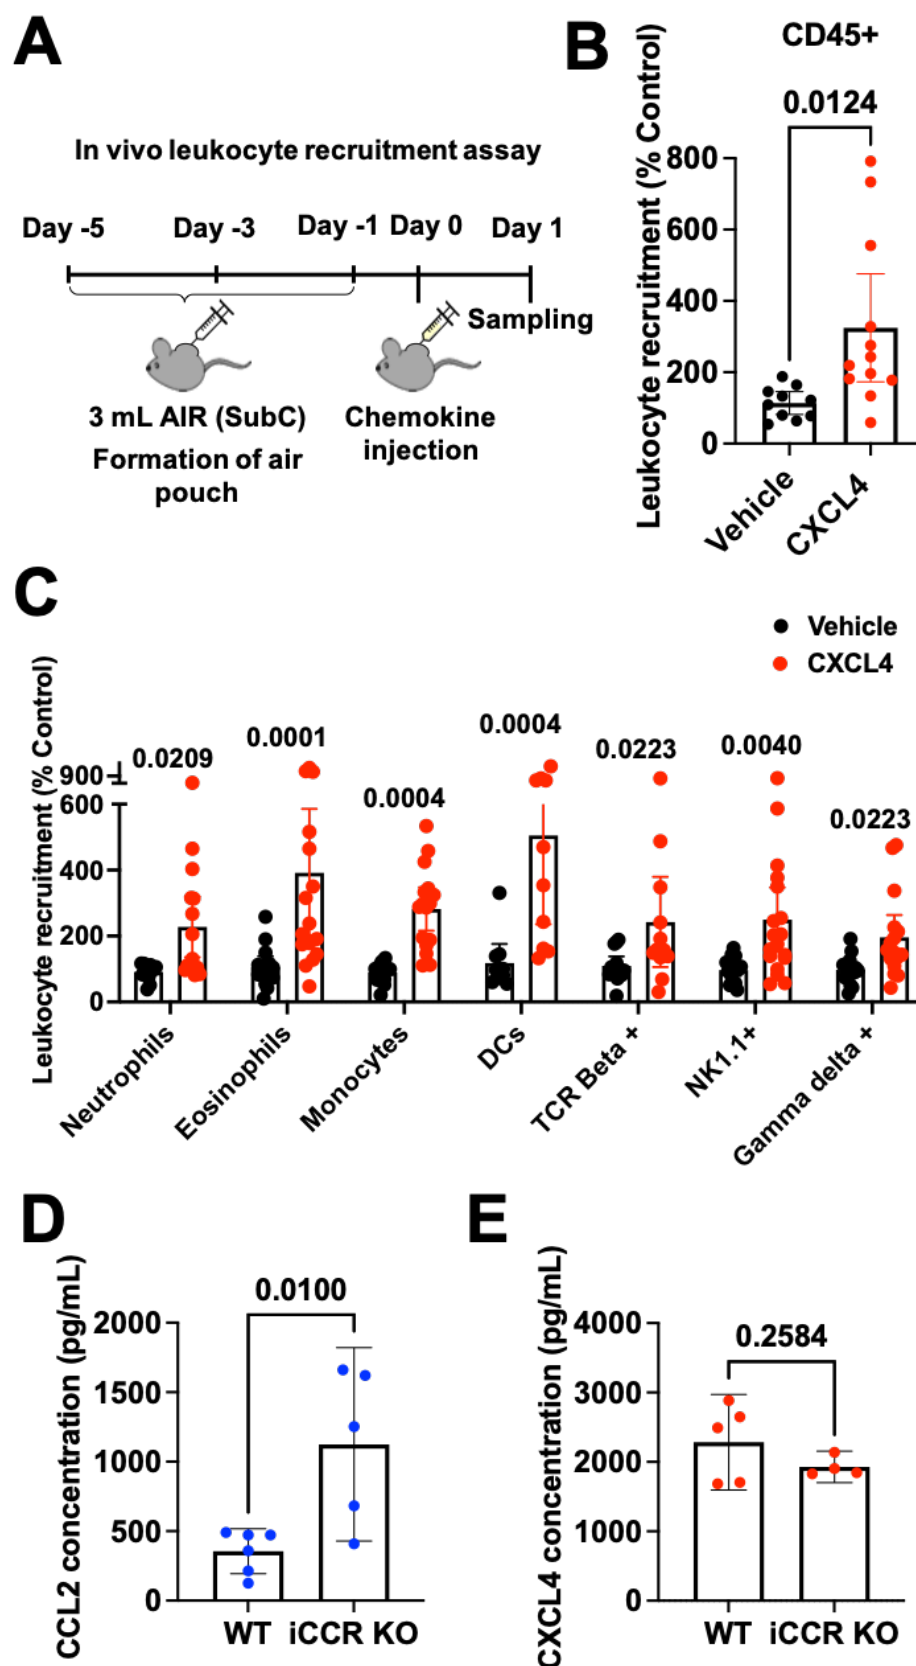 A
In vivo leukocyte recruitment assay
Day -5 Day -3 Day -1 Day 0 Day 1
Sampling
3 mL AIR (SubC)
Formation of air
pouch
Chemokine
injection
B
CD45+
0.0124
Leukocyte recruitment (% Control)
800
600
400
200
0
Vehicle
CXCL4
C
Vehicle
CXCL4
Leukocyte recruitment (% Control)
900
600
400
200
0
0.0209
0.0001
0.0004
0.0004
0.0223
0.0040
0.0223
Neutrophils
Eosinophils
Monocytes
DCs
TCR Beta +
NK1.1+
Gamma delta +
D
CCL2 concentration (pg/mL)
0.0100
2000
1500
1000
500
0
WT iCCR KO
E
CXCL4 concentration (pg/mL)
0.2584
4000
3000
2000
1000
0
WT iCCR KO